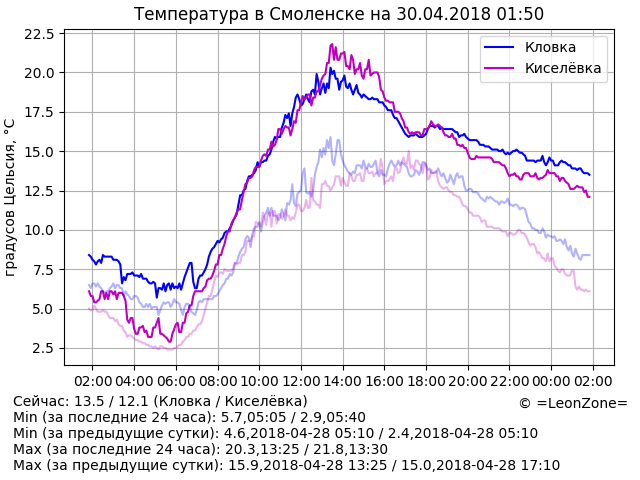 Температура в Смоленске на 30.04.2018 01:50
Кловка
Киселёвка
градусов Цельсия, °C
22.5
20.0
17.5
15.0
12.5
10.0
7.5
5.0
2.5
02:00 04:00 06:00 08:00 10:00 12:00 14:00 16:00 18:00 20:00 22:00 00:00 02:00
Сейчас: 13.5 / 12.1 (Кловка / Киселёвка)
© =LeonZone=
Min (за последние 24 часа): 5.7,05:05 / 2.9,05:40
Min (за предыдущие сутки): 4.6,2018-04-28 05:10 / 2.4,2018-04-28 05:10
Max (за последние 24 часа): 20.3,13:25 / 21.8,13:30
Max (за предыдущие сутки): 15.9,2018-04-28 13:25 / 15.0,2018-04-28 17:10